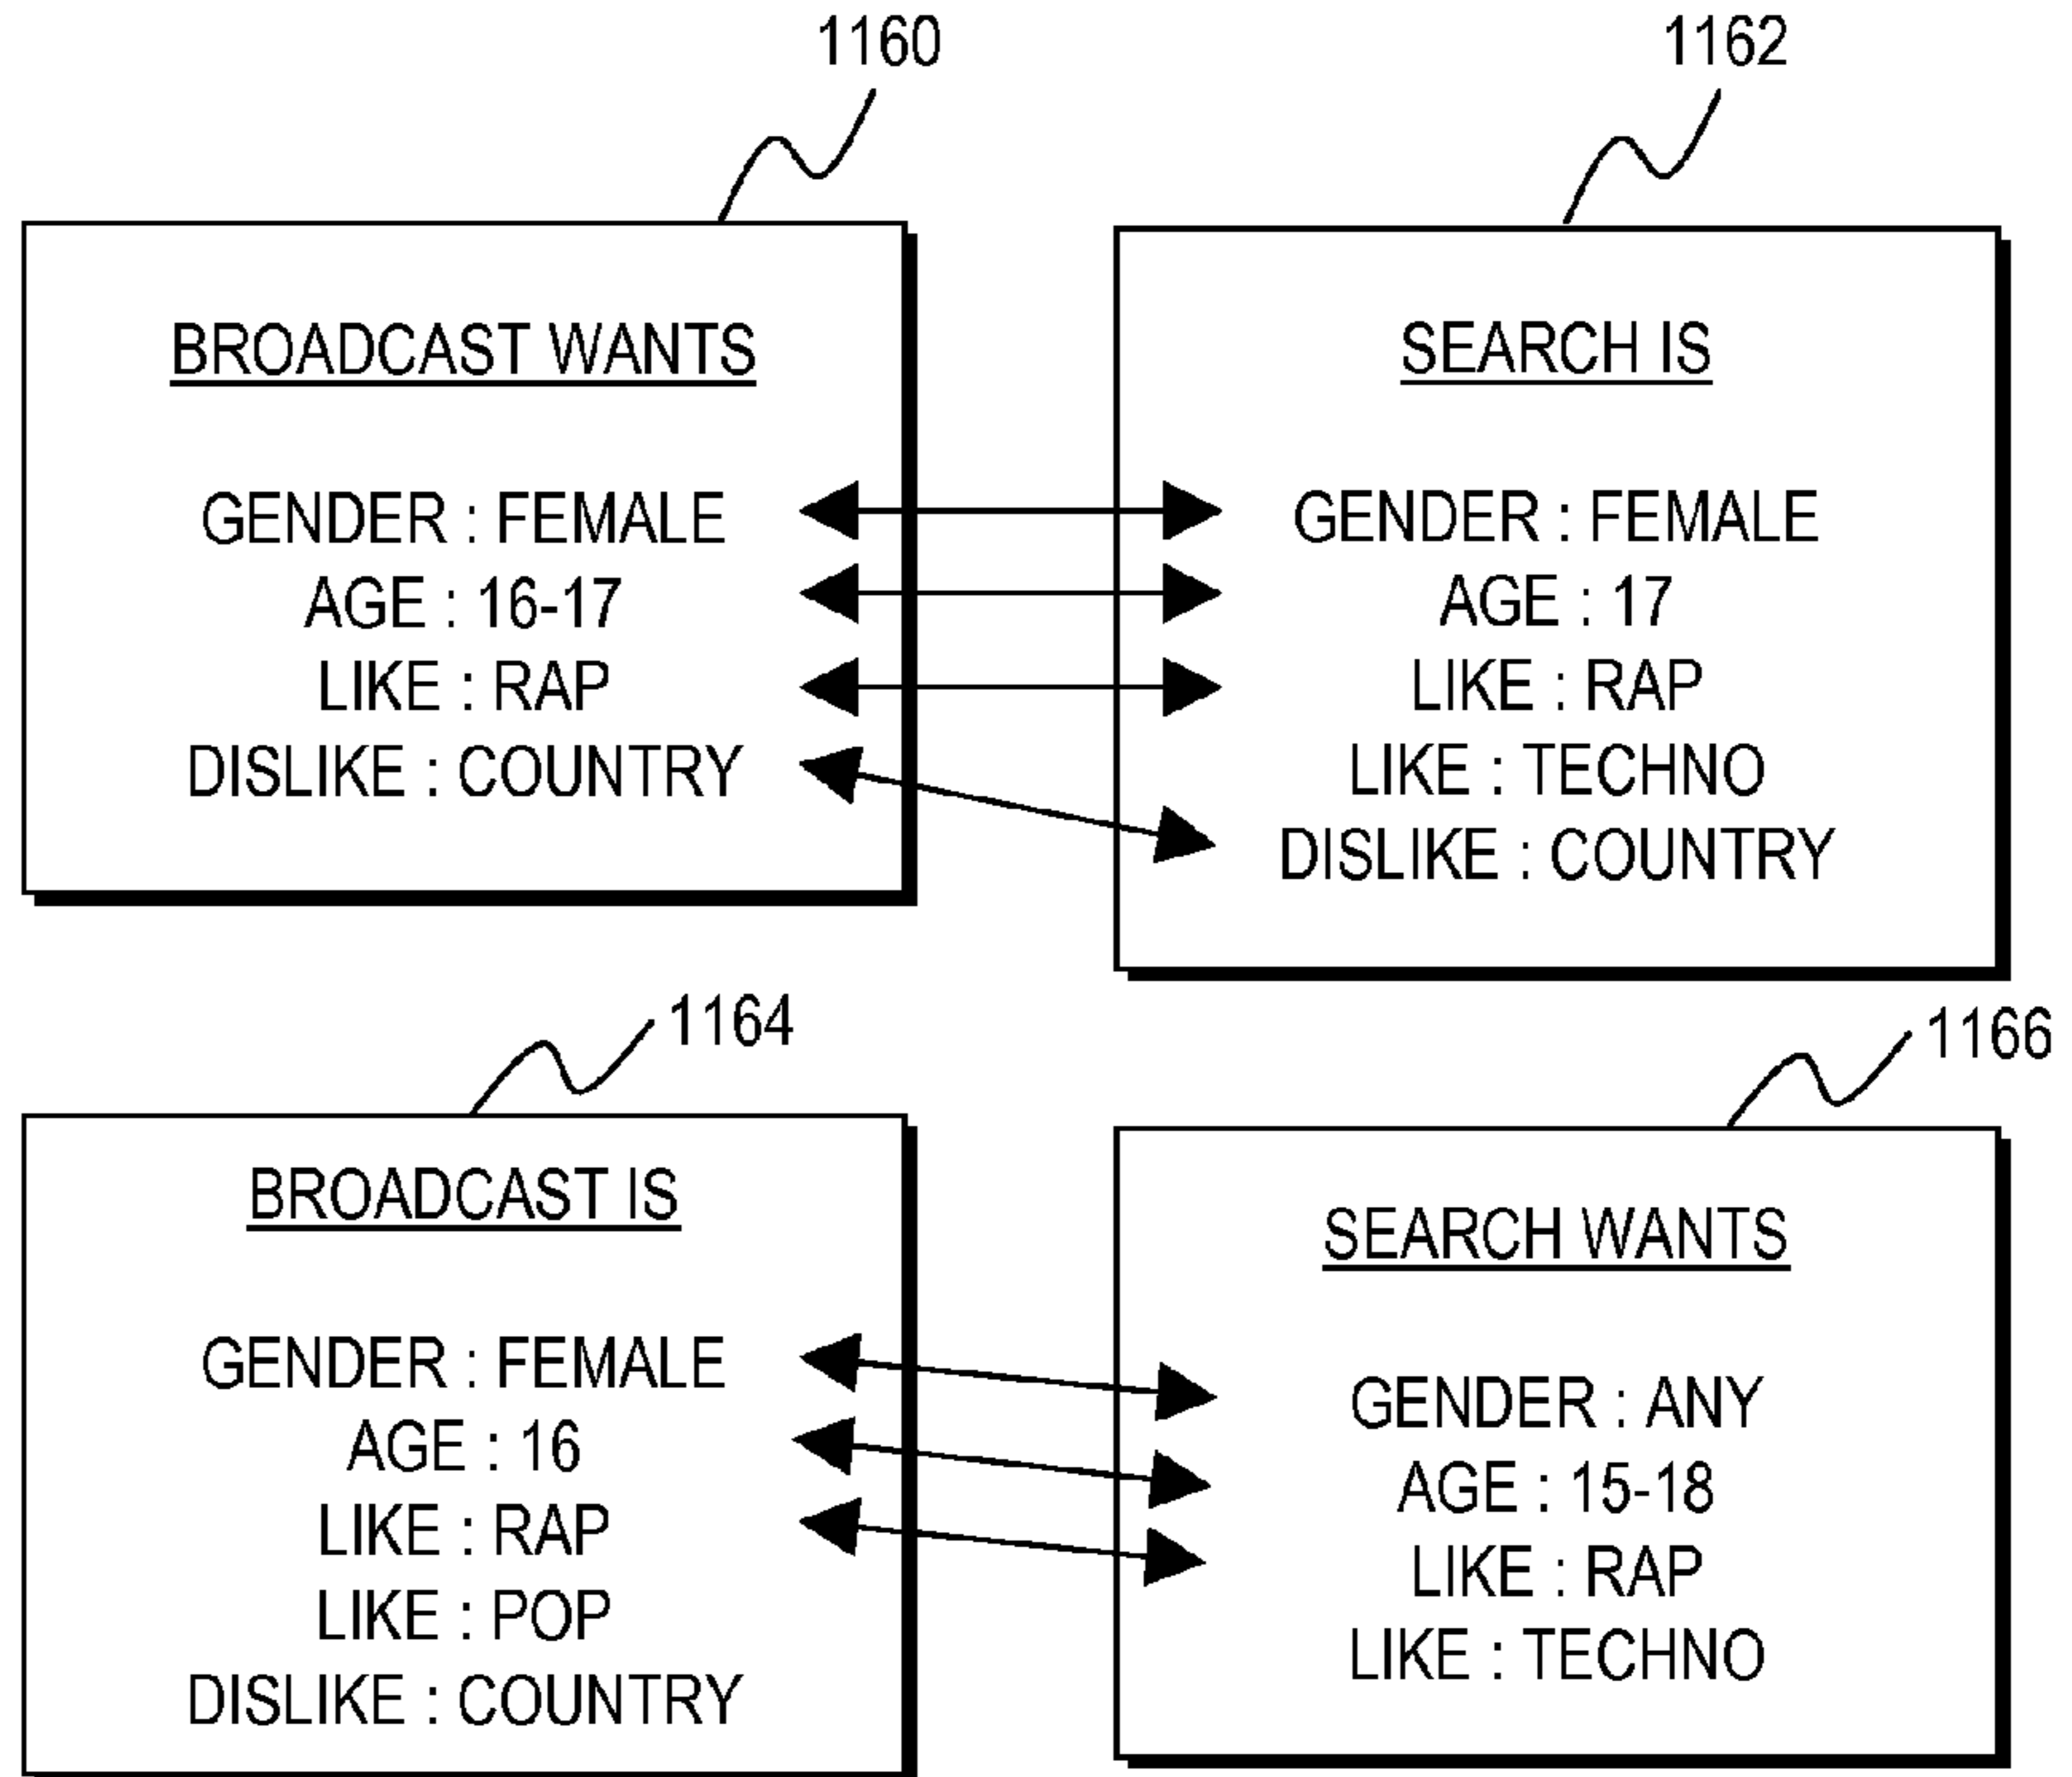 1160
1162
BROADCAST WANTS
GENDER : FEMALE
AGE : 16-17
LIKE : RAP
DISLIKE : COUNTRY
SEARCH IS
GENDER : FEMALE
AGE : 17
LIKE : RAP
LIKE : TECHNO
DISLIKE : COUNTRY
1164
1166
BROADCAST IS
GENDER : FEMALE
AGE : 16
LIKE : RAP
LIKE : POP
DISLIKE : COUNTRY
SEARCH WANTS
GENDER : ANY
AGE : 15-18
LIKE : RAP
LIKE : TECHNO